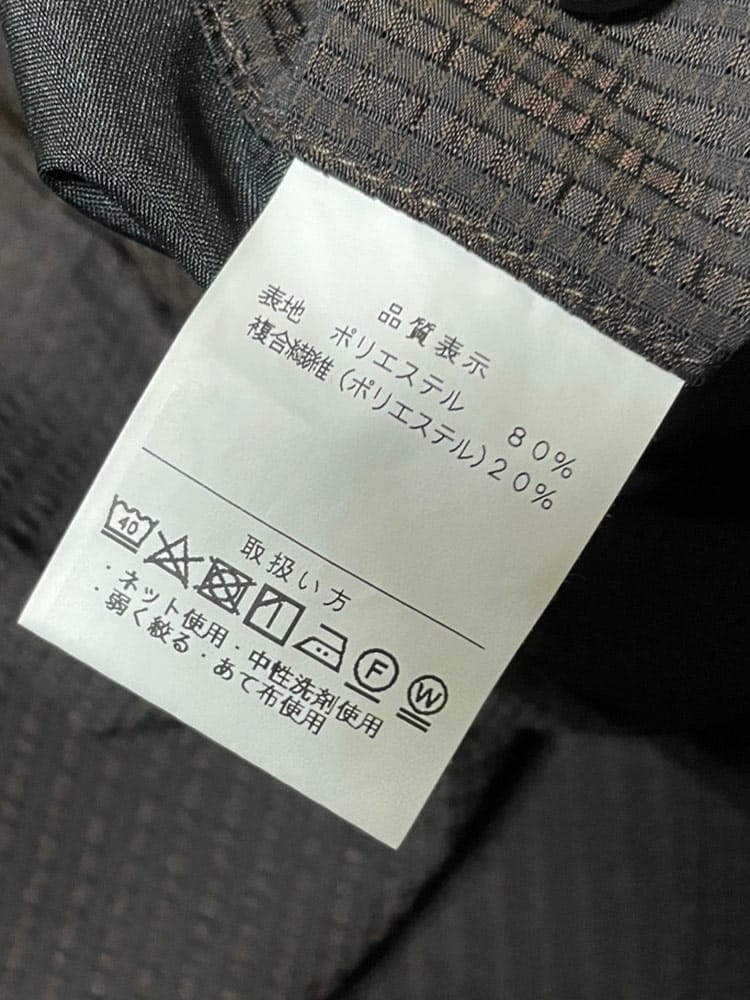 品質表示
表地 ポリエステル 80%
複合繊維(ポリエステル)20%
取扱い方
40 F W
・ネット使用・中性洗剤使用
・弱く絞る・あて布使用